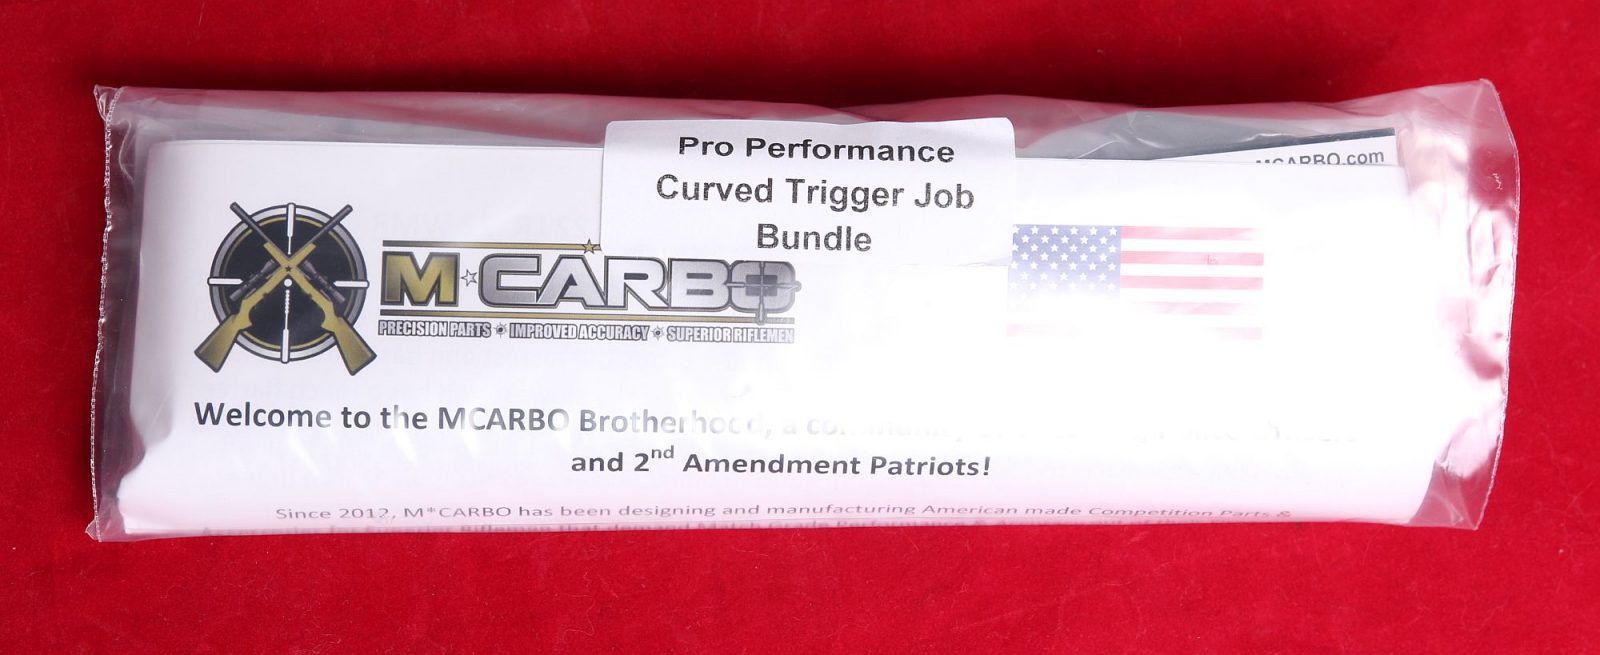 Pro Performance
Curved Trigger Job
Bundle
MCARBO.com
M*CARBO
PRECISION PARTS IMPROVED ACCURACY SUPERIOR RIFLEMEN
Welcome to the MCARBO Brotherhood, a
and 2nd Amendment Patriots!
Since 2012, M*CARBO has been designing and manufacturing American made Competition Parts &